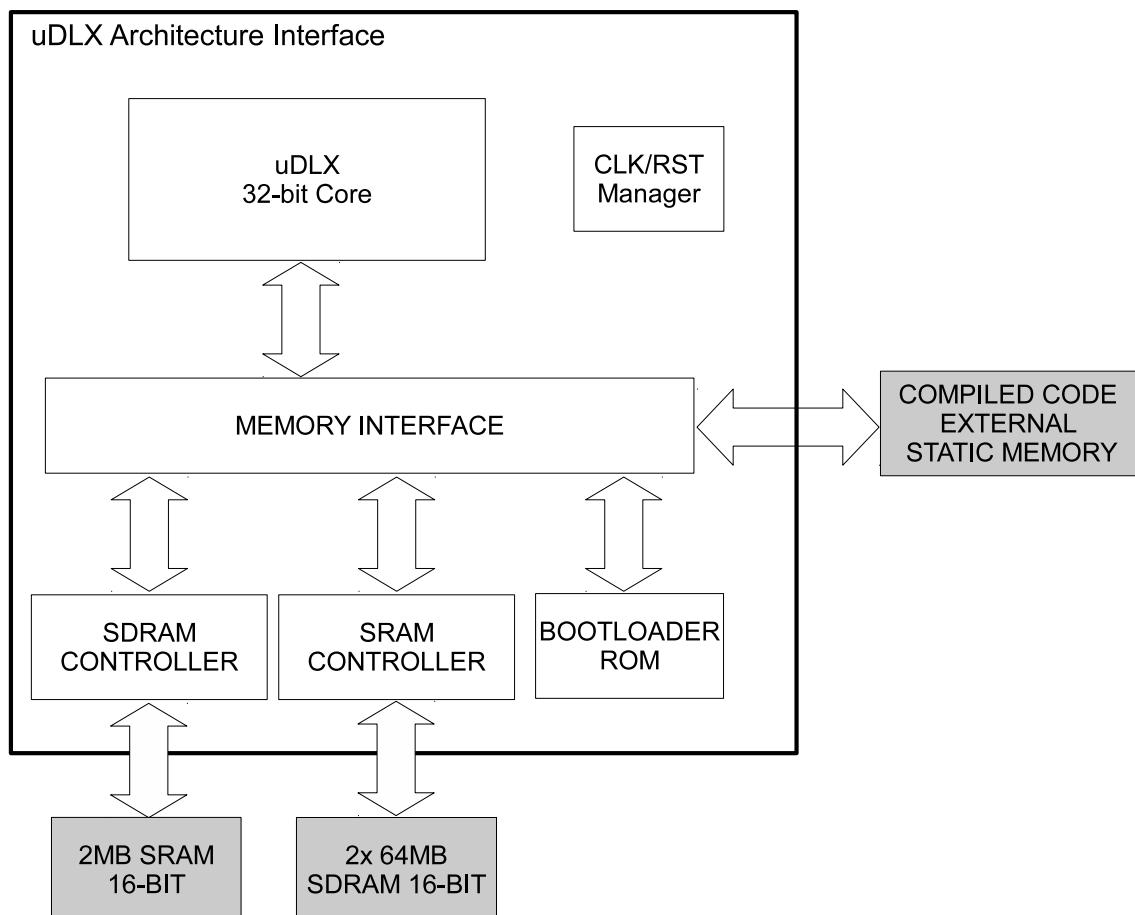 uDLX Architecture Interface
uDLX
32-bit Core
CLK/RST
Manager
MEMORY INTERFACE
COMPILED CODE
EXTERNAL
STATIC MEMORY
SDRAM
CONTROLLER
SRAM
CONTROLLER
BOOTLOADER
ROM
2MB SRAM
16-BIT
2x 64MB
SDRAM 16-BIT